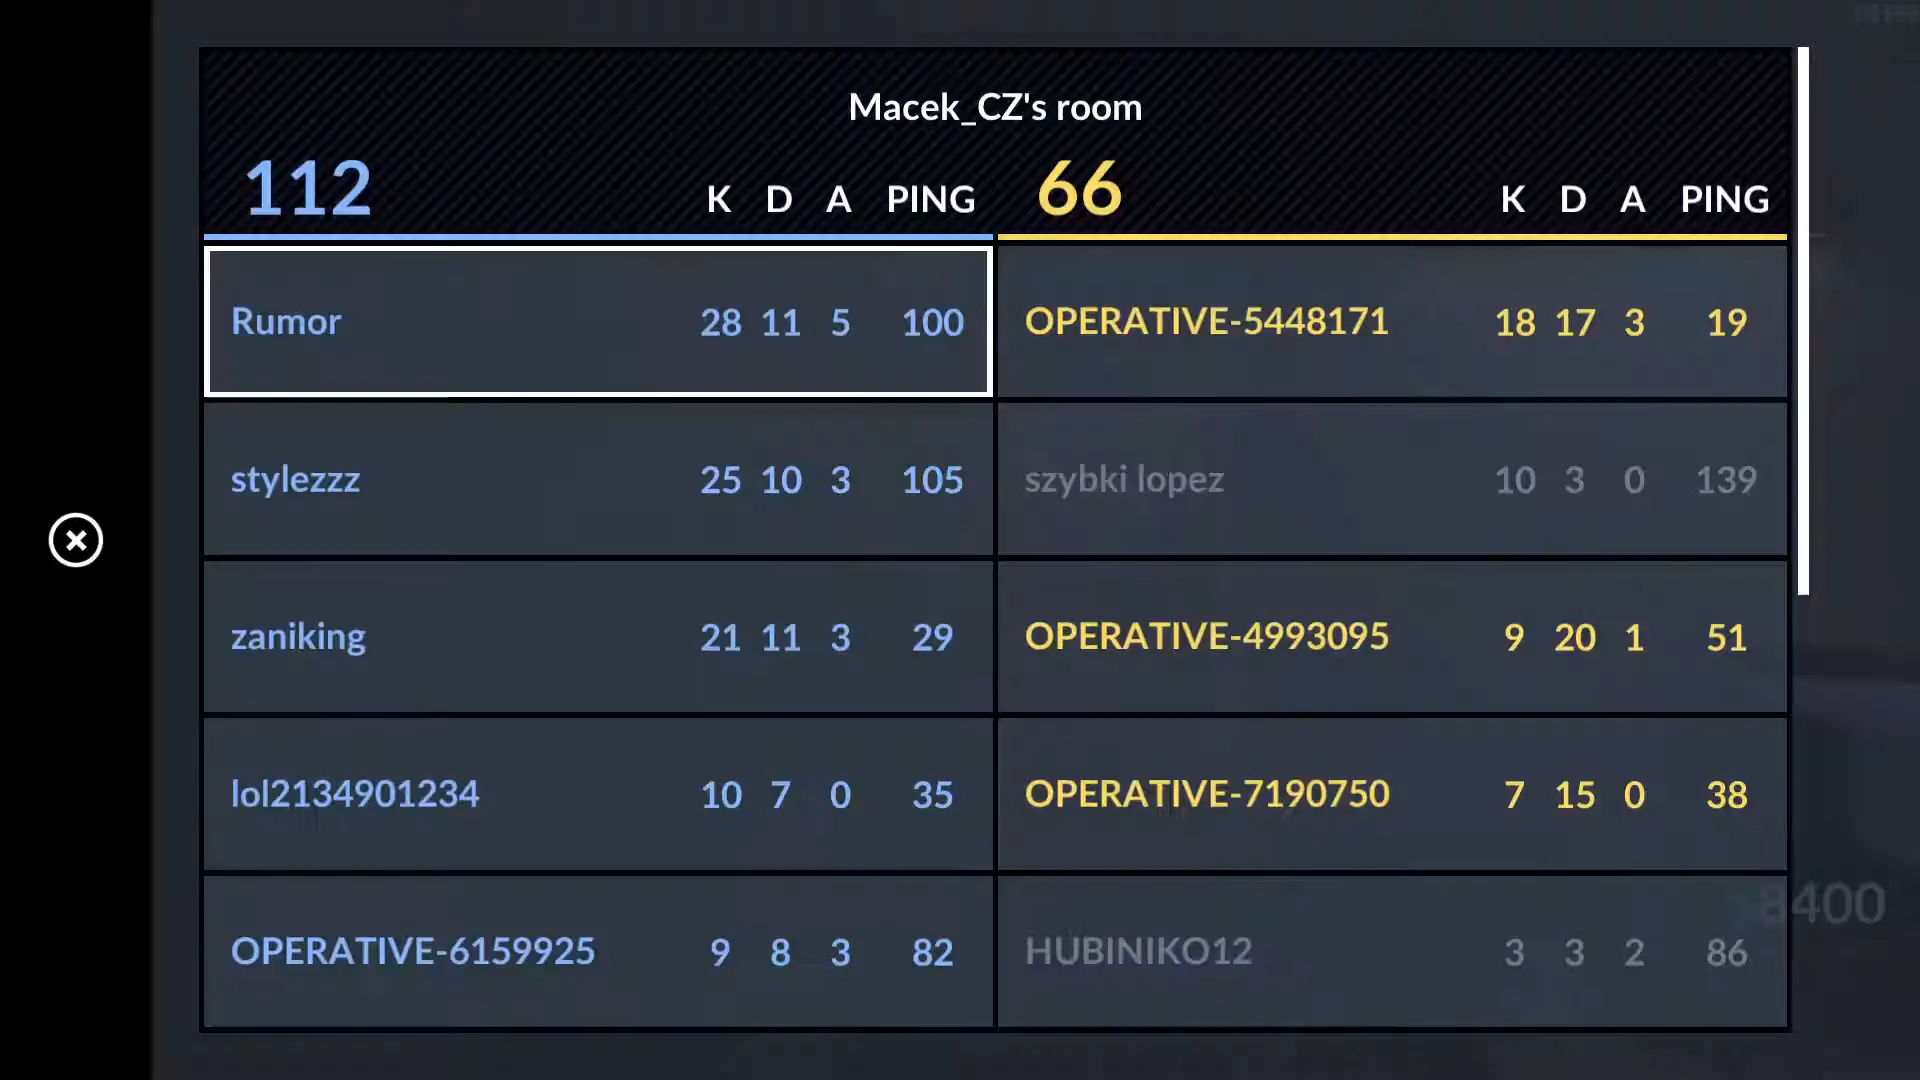 Macek_CZ's room
112 K D A PING 66 K D A PING
Rumor 28 11 5 100 OPERATIVE-5448171 18 17 3 19
stylezzz 25 10 3 105 szybki lopez 10 3 0 139
zaniking 21 11 3 29 OPERATIVE-4993095 9 20 1 51
lol2134901234 10 7 0 35 OPERATIVE-7190750 7 15 0 38
8400
OPERATIVE-6159925 9 8 3 82 HUBINIKO12 3 3 2 86